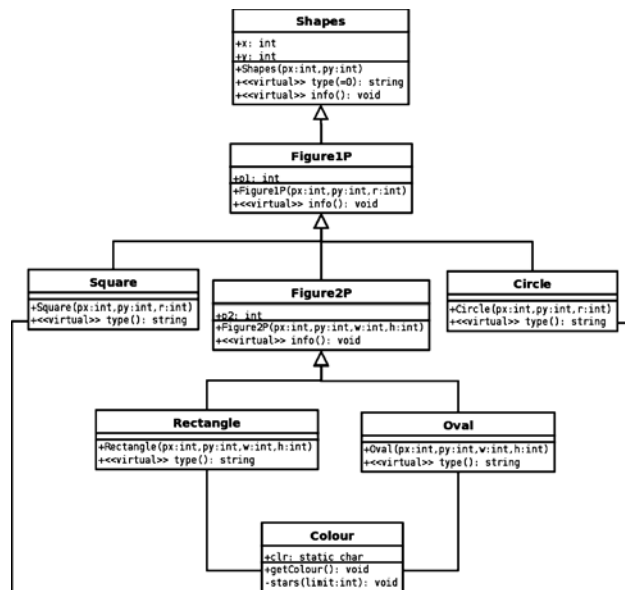 Shapes
+x: int
+y: int
+Shapes(px:int,py:int)
+<<virtual>> type(=0): string
+<<virtual>> info(): void
Figure1P
+p1: int
+Figure1P(px:int,py:int,r:int)
+<<virtual>> info(): void
Square
+Square(px:int,py:int,r:int)
+<<virtual>> type(): string
Figure2P
+p2: int
+Figure2P(px:int,py:int,w:int,h:int)
+<<virtual>> info(): void
Circle
+Circle(px:int,py:int,r:int)
+<<virtual>> type(): string
Rectangle
+Rectangle(px:int,py:int,w:int,h:int)
+<<virtual>> type(): string
Oval
+Oval(px:int,py:int,w:int,h:int)
+<<virtual>> type(): string
Colour
+clr: static char
+getColour(): void
-stars(limit:int): void